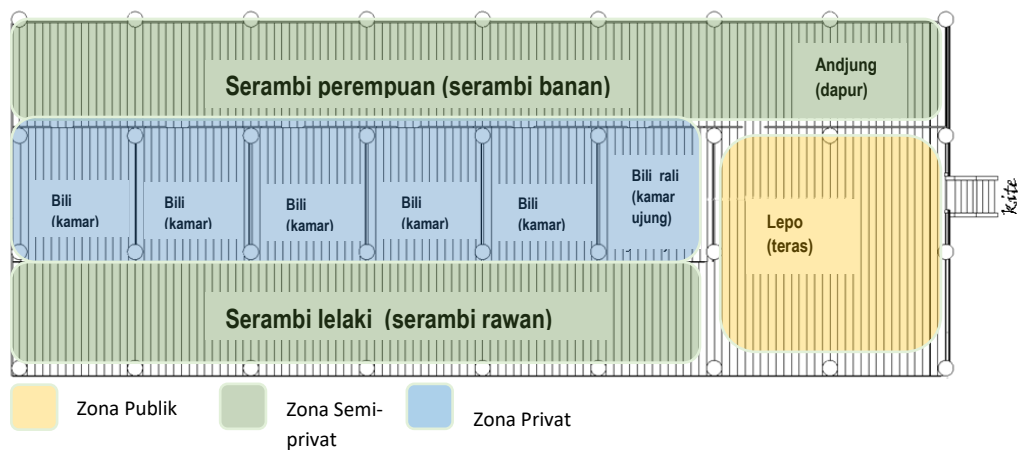 Serambi perempuan (serambi banan)
Andjung
(dapur)
Bili
(kamar)
Bili
(kamar)
Bili
(kamar)
Bili
(kamar)
Bili
(kamar)
Bili rali
(kamar
ujung)
Lepo
(teras)
kite
Serambi lelaki (serambi rawan)
Zona Publik
Zona Semi-
privat
Zona Privat